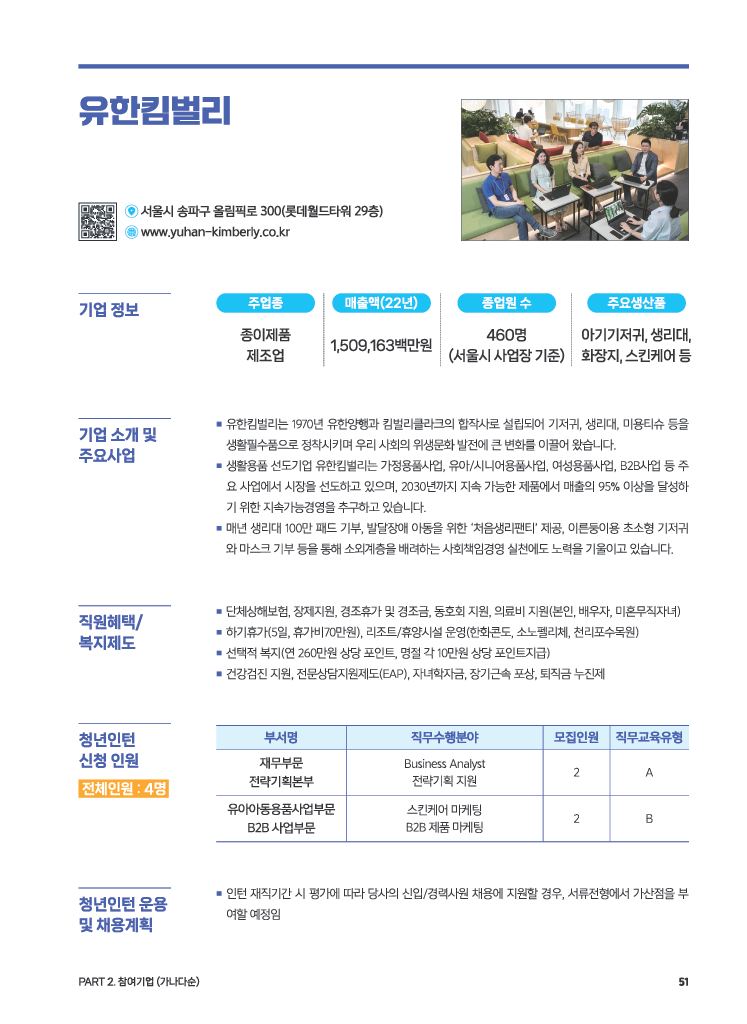 유한킴벌리
서울시 송파구 올림픽로 300(롯데월드타워 29층)
www.yuhan-kimberly.co.kr
기업 정보
주업종
종이제품
제조업
매출액(22년)
1,509,163백만원
종업원 수
460명
(서울시 사업장 기준)
주요생산품
아기기저귀, 생리대,
화장지, 스킨케어 등
기업 소개 및
주요사업
■ 유한킴벌리는 1970년 유한양행과 킴벌리클라크의 합작사로 설립되어 기저귀, 생리대, 미용티슈 등을
생활필수품으로 정착시키며 우리 사회의 위생문화 발전에 큰 변화를 이끌어 왔습니다.
■ 생활용품 선도기업 유한킴벌리는 가정용품사업, 유아/시니어용품사업, 여성용품사업, B2B사업 등 주
요 사업에서 시장을 선도하고 있으며, 2030년까지 지속 가능한 제품에서 매출의 95% 이상을 달성하
기 위한 지속가능경영을 추구하고 있습니다.
■ 매년 생리대 100만 패드 기부, 발달장애 아동을 위한 ‘처음생리팬티’ 제공, 이른둥이용 초소형 기저귀
와 마스크 기부 등을 통해 소외계층을 배려하는 사회책임경영 실천에도 노력을 기울이고 있습니다.
직원혜택/
복지제도
■ 단체상해보험, 장제지원, 경조휴가 및 경조금, 동호회 지원, 의료비 지원(본인, 배우자, 미혼무직자녀)
■ 하기휴가(5일, 휴가비70만원), 리조트/휴양시설 운영(한화콘도, 소노펠리체, 천리포수목원)
■ 선택적 복지(연 260만원 상당 포인트, 명절 각 10만원 상당 포인트지급)
■ 건강검진 지원, 전문상담지원제도(EAP), 자녀학자금, 장기근속 포상, 퇴직금 누진제
청년인턴
신청 인원
전체인원 : 4명
부서명 직무수행분야 모집인원 직무교육유형
재무부문
전략기획본부
Business Analyst
전략기획 지원
2
A
유아아동용품사업부문
B2B 사업부문
스킨케어 마케팅
B2B 제품 마케팅
2
B
청년인턴 운용
및 채용계획
■ 인턴 재직기간 시 평가에 따라 당사의 신입/경력사원 채용에 지원할 경우, 서류전형에서 가산점을 부
여할 예정임
PART 2. 참여기업 (가나다순)
51